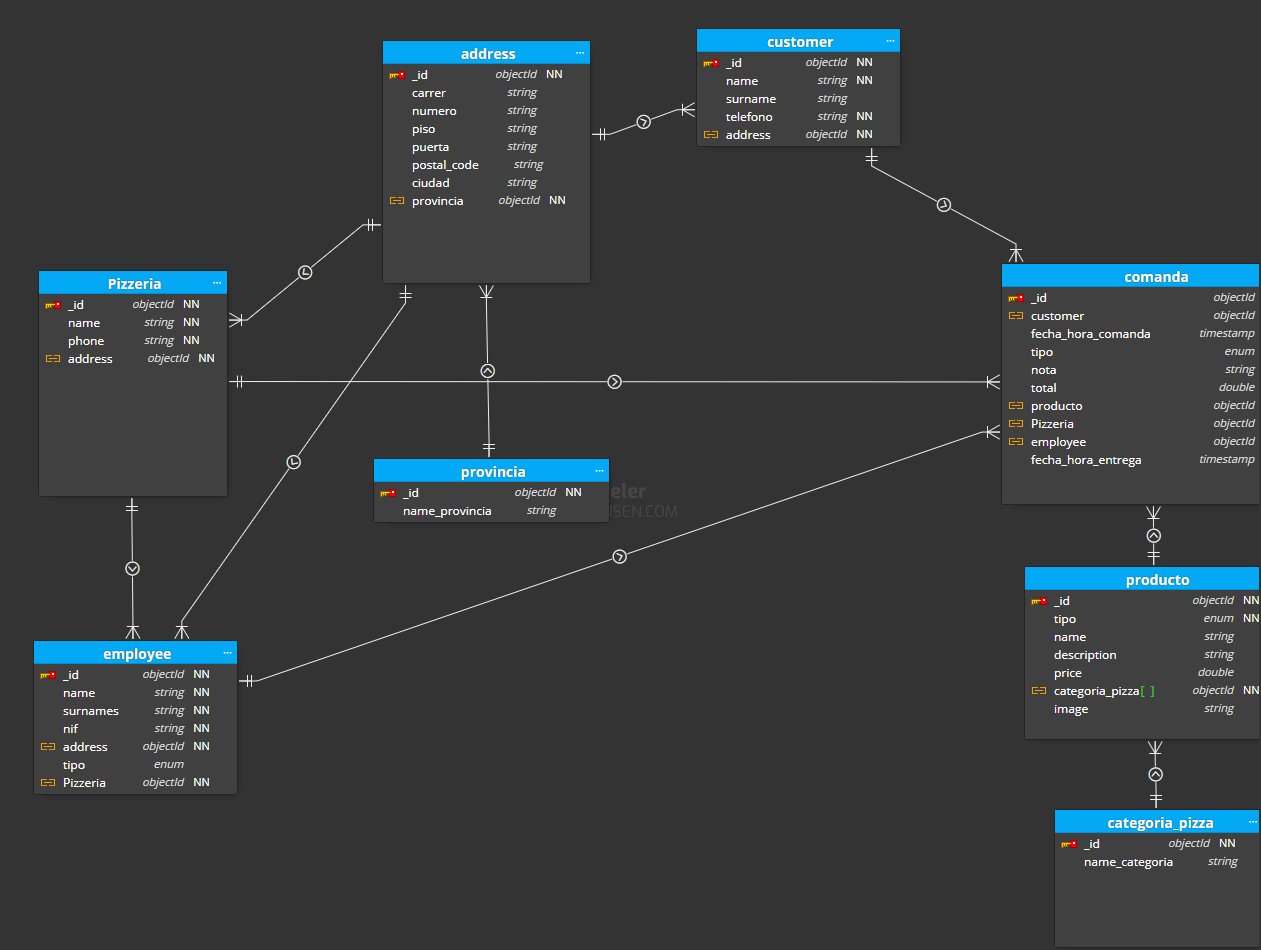 address ...
_id objectId NN
carrer string
numero string
piso string
puerta string
postal_code string
ciudad string
provincia objectId NN
customer ...
_id objectId NN
name string NN
surname string
telefono string NN
address objectId NN
Pizzeria ...
_id objectId NN
name string NN
phone string NN
address objectId NN
comanda
_id objectId
customer objectId
fecha_hora_comanda timestamp
tipo enum
nota string
total double
producto objectId
Pizzeria objectId
employee objectId
fecha_hora_entrega timestamp
provincia ...
_id objectId NN
name_provincia string
eler
SEN.COM
producto
_id objectId NN
tipo enum NN
name string
description string
price double
categoria_pizza[ ] objectId NN
image string
employee ...
_id objectId NN
name string NN
surnames string NN
nif string NN
address objectId NN
tipo enum
Pizzeria objectId NN
categoria_pizza ...
_id objectId NN
name_categoria string